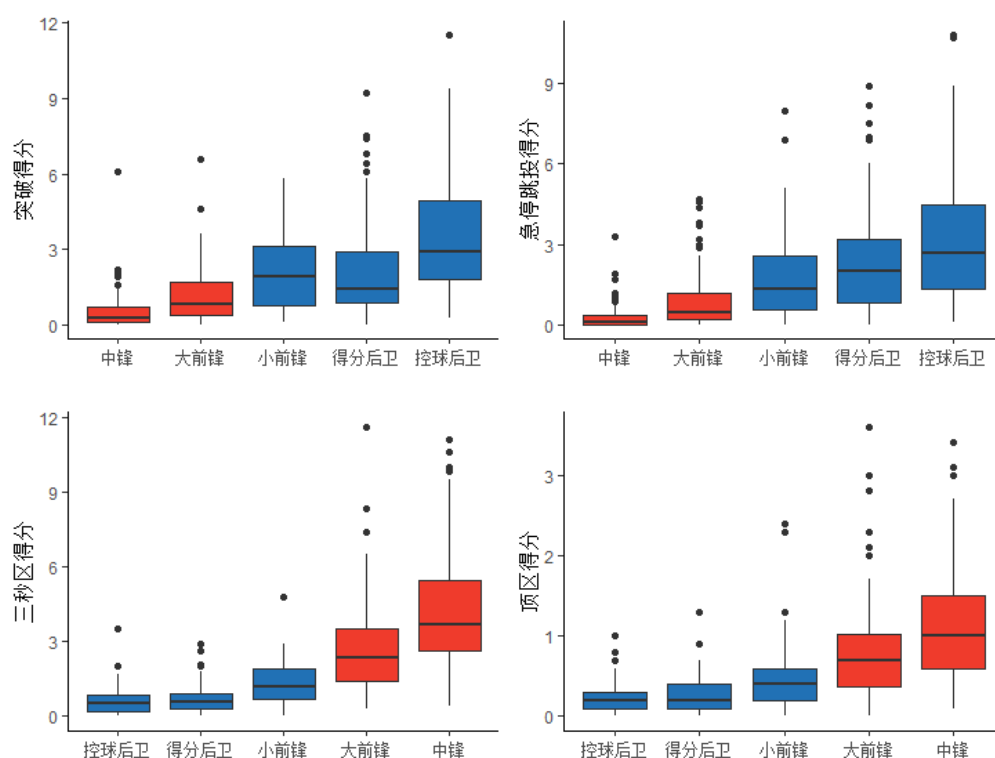 突破得分
12
9
6
3
0
中锋 大前锋 小前锋 得分后卫 控球后卫
急停跳投得分
9
6
3
0
中锋 大前锋 小前锋 得分后卫 控球后卫
三秒区得分
12
9
6
3
0
控球后卫 得分后卫 小前锋 大前锋 中锋
顶区得分
3
2
1
0
控球后卫 得分后卫 小前锋 大前锋 中锋